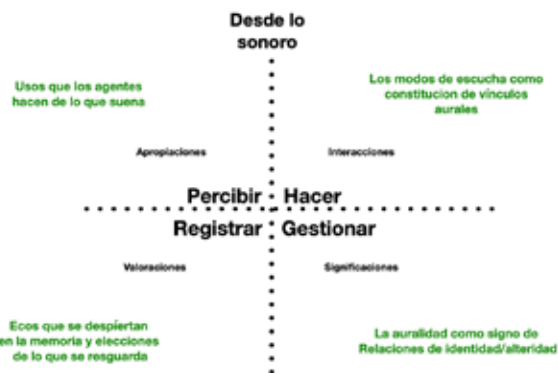 Desde lo
sonoro
Usos que los agentes
hacen de lo que suena
Los modos de escucha como
constitucion de vínculos
aurales
Apropiaciones
Interacciones
Percibir
Hacer
Registrar
Gestionar
Valoraciones
Significaciones
Ecos que se despíertan
en la memoria y elecciones
de lo que se resguarda
La auralidad como signo de
Relaciones de identidad/alteridad